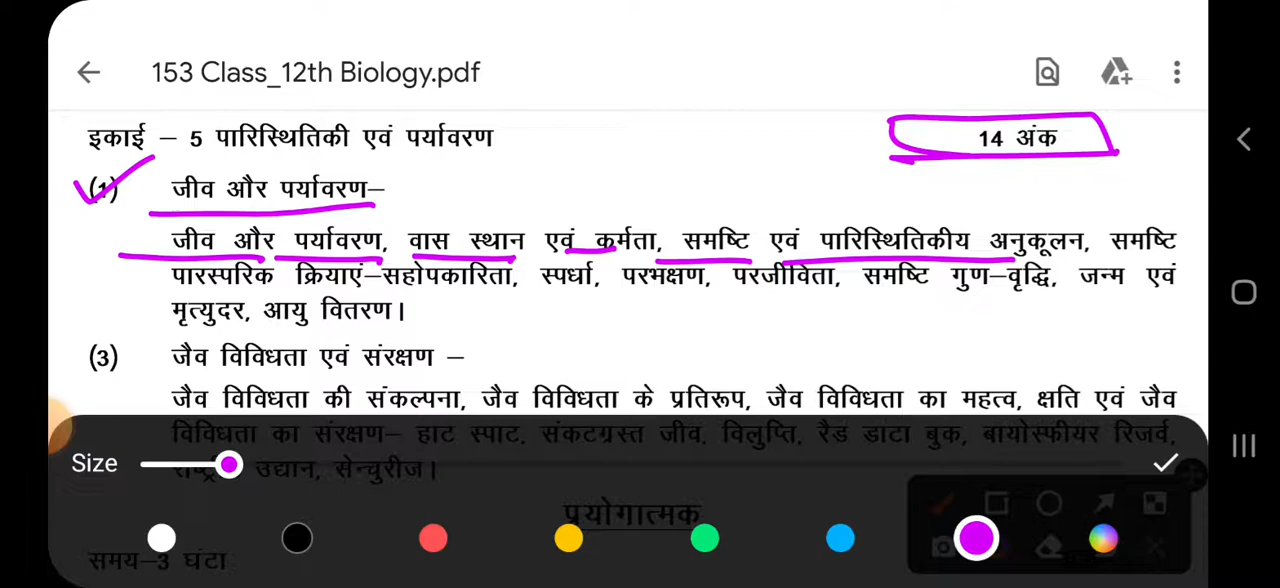 153 Class_12th Biology.pdf
इकाई – 5 पारिस्थितिकी एवं पर्यावरण 14 अंक
(1) जीव और पर्यावरण–
जीव और पर्यावरण, वास स्थान एवं कर्मता, समष्टि एवं पारिस्थितिकीय अनुकूलन, समष्टि
पारस्परिक क्रियाएं–सहोपकारिता, स्पर्धा, परभक्षण, परजीविता, समष्टि गुण–वृद्धि, जन्म एवं
मृत्युदर, आयु वितरण।
(3) जैव विविधता एवं संरक्षण –
जैव विविधता की संकल्पना, जैव विविधता के प्रतिरूप, जैव विविधता का महत्व, क्षति एवं जैव
विविधता का संरक्षण– हाट स्पाट, संकटग्रस्त जीव, विलुप्ति, रैड डाटा बुक, बायोस्फीयर रिजर्व,
राष्ट्रीय उद्यान, सेन्चुरीज।
Size
प्रयोगात्मक
समय–3 घंटा